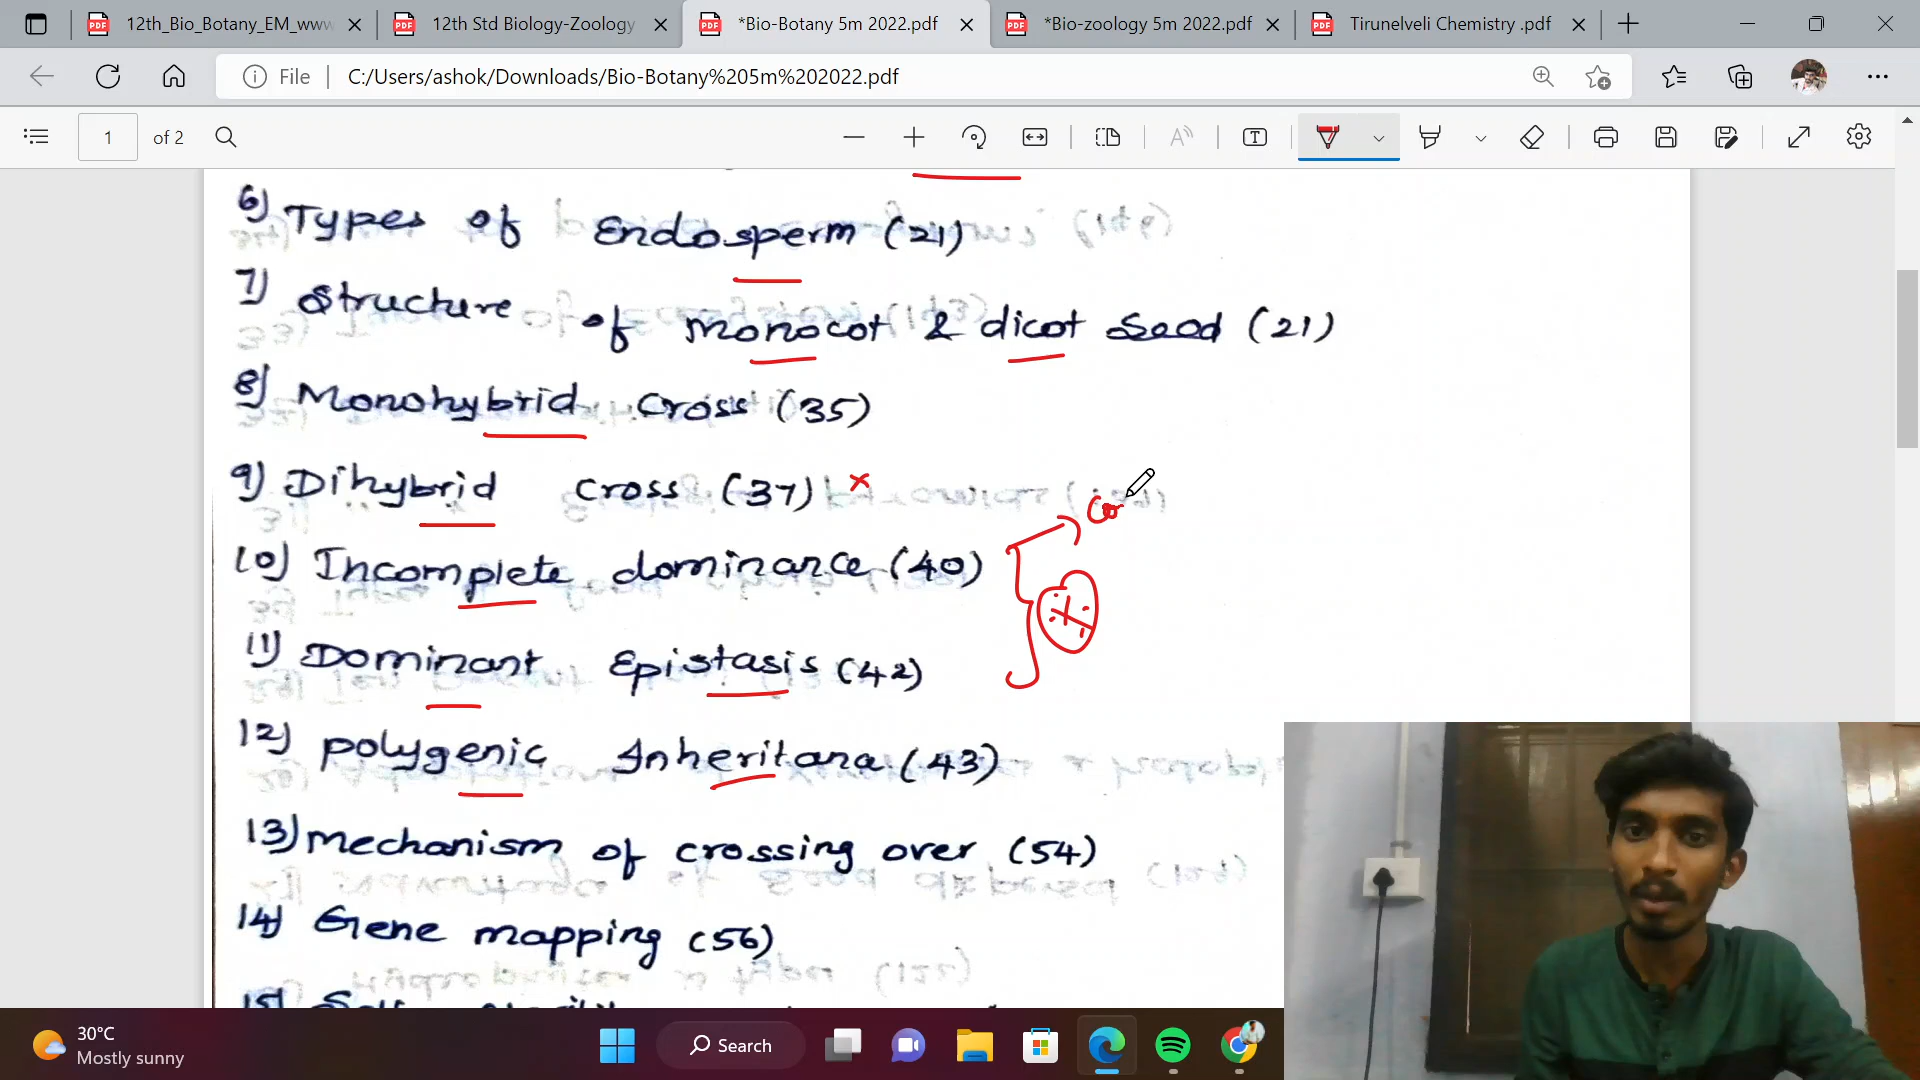 12th_Bio_Botany_EM_www
12th Std Biology-Zoology
*Bio-Botany 5m 2022.pdf
*Bio-zoology 5m 2022.pdf
Tirunelveli Chemistry .pdf
File
C:/Users/ashok/Downloads/Bio-Botany%205m%202022.pdf
1 of 2
6) Types of Endosperm (21)
7) Structure of Monocot & dicot Seed (21)
8) Monohybrid Cross (35)
9) Dihybrid Cross (37) x
10) Incomplete dominance (40)
11) Dominant Epistasis (42)
12) polygenic Inheritana (43)
13) Mechanism of crossing over (54)
14) Gene mapping (56)
30°C
Mostly sunny
Search